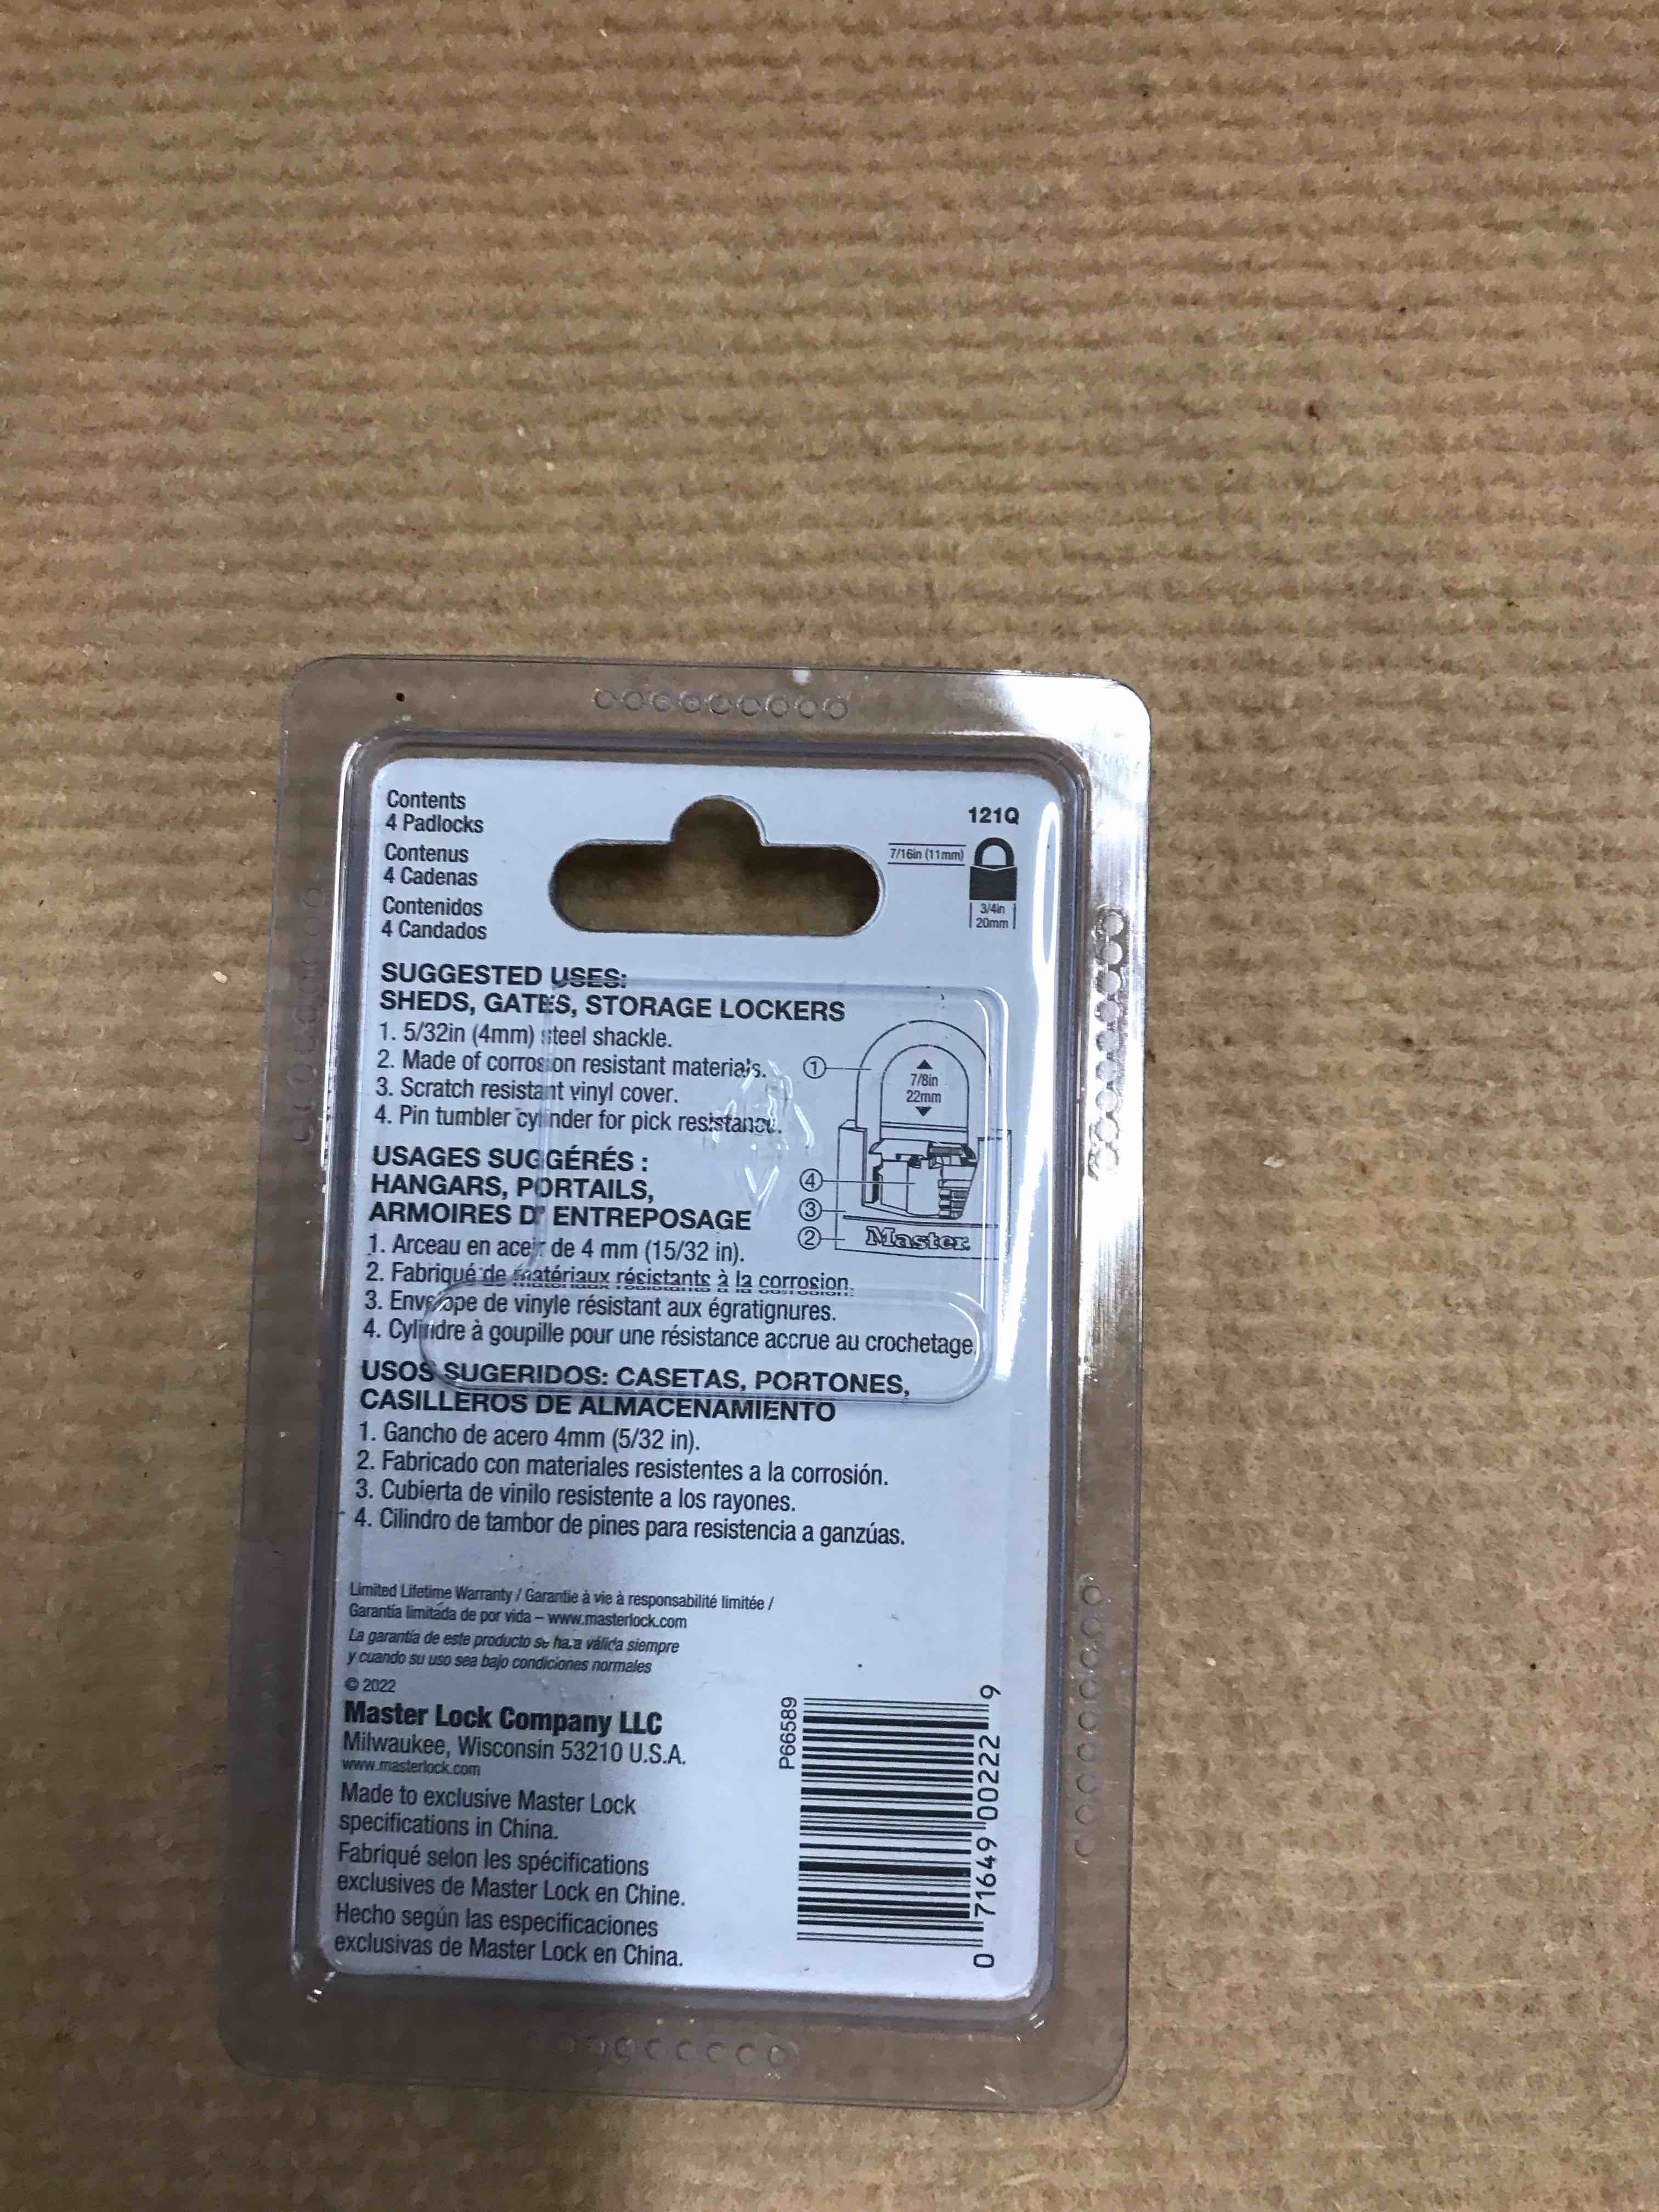 Contents
4 Padlocks
Contenus
4 Cadenas
Contenidos
4 Candados
121Q
7/16in (11mm)
3/4in
20mm
SUGGESTED USES:
SHEDS, GATES, STORAGE LOCKERS
1. 5/32in (4mm) steel shackle.
2. Made of corrosion resistant materials.
3. Scratch resistant vinyl cover.
4. Pin tumbler cylinder for pick resistance.
1
7/8in
22mm
4
3
2
Master
USAGES SUGGÉRÉS :
HANGARS, PORTAILS,
ARMOIRES D' ENTREPOSAGE
1. Arceau en aceir de 4 mm (15/32 in).
2. Fabriqué de matériaux résistants à la corrosion.
3. Enveloppe de vinyle résistant aux égratignures.
4. Cylindre à goupille pour une résistance accrue au crochetage.
USOS SUGERIDOS: CASETAS, PORTONES,
CASILLEROS DE ALMACENAMIENTO
1. Gancho de acero 4mm (5/32 in).
2. Fabricado con materiales resistentes a la corrosión.
3. Cubierta de vinilo resistente a los rayones.
4. Cilindro de tambor de pines para resistencia a ganzúas.
Limited Lifetime Warranty / Garantie à vie à responsabilité limitée /
Garantía limitada de por vida – www.masterlock.com
La garantía de este producto se hará válida siempre
y cuando su uso sea bajo condiciones normales
© 2022
Master Lock Company LLC
Milwaukee, Wisconsin 53210 U.S.A.
www.masterlock.com
Made to exclusive Master Lock
specifications in China.
Fabriqué selon les spécifications
exclusives de Master Lock en Chine.
Hecho según las especificaciones
exclusivas de Master Lock en China.
P66589
0 71649 00222 9